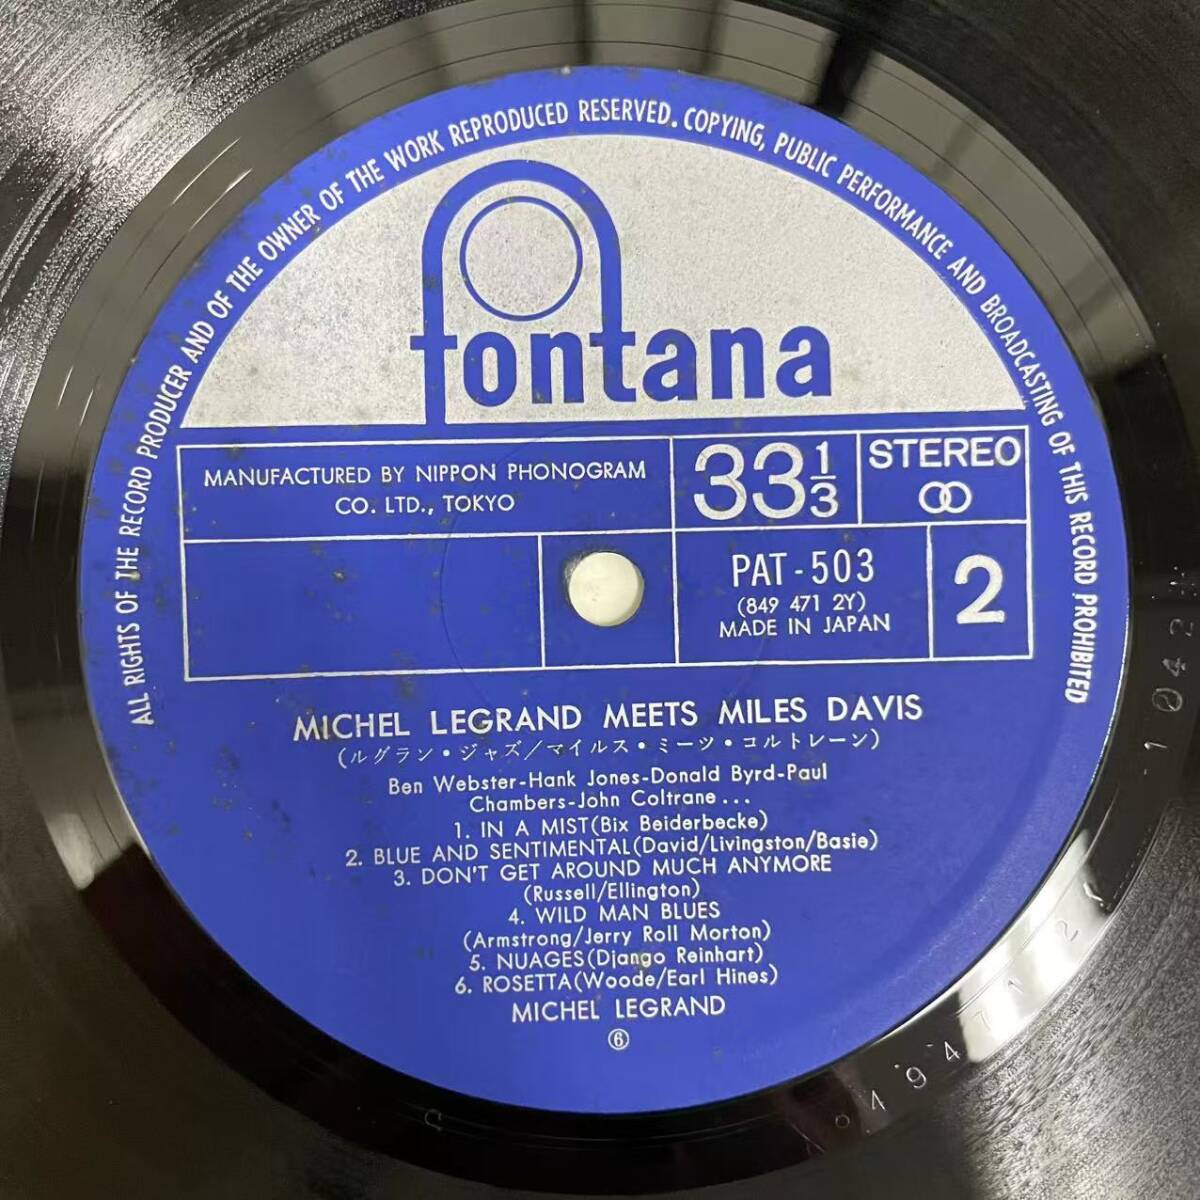 ALL RIGHTS OF THE RECORD PRODUCER AND OF THE OWNER OF THE WORK REPRODUCED RESERVED. COPYING, PUBLIC PERFORMANCE AND BROADCASTING OF THIS RECORD PROHIBITED
fontana
MANUFACTURED BY NIPPON PHONOGRAM
CO. LTD., TOKYO
33 1/3
STEREO
PAT-503
(849 471 2Y)
MADE IN JAPAN
2
MICHEL LEGRAND MEETS MILES DAVIS
(ルグラン・ジャズ/マイルス・ミーツ・コルトレーン)
Ben Webster-Hank Jones-Donald Byrd-Paul
Chambers-John Coltrane...
1. IN A MIST(Bix Beiderbecke)
2. BLUE AND SENTIMENTAL(David/Livingston/Basie)
3. DON'T GET AROUND MUCH ANYMORE
(Russell/Ellington)
4. WILD MAN BLUES
(Armstrong/Jerry Roll Morton)
5. NUAGES(Django Reinhart)
6. ROSETTA(Woode/Earl Hines)
MICHEL LEGRAND
⑥
S